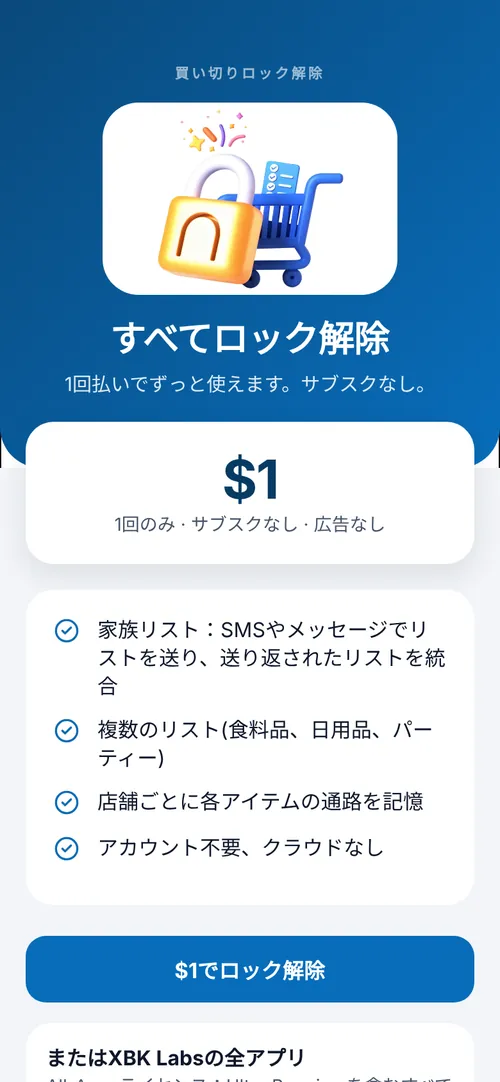 買い切りロック解除
すべてロック解除
1回払いでずっと使えます。サブスクなし。
$1
1回のみ · サブスクなし · 広告なし
家族リスト：SMSやメッセージでリ
ストを送り、送り返されたリストを統
合
複数のリスト(食料品、日用品、パー
ティー)
店舗ごとに各アイテムの通路を記憶
アカウント不要、クラウドなし
$1でロック解除
またはXBK Labsの全アプリ